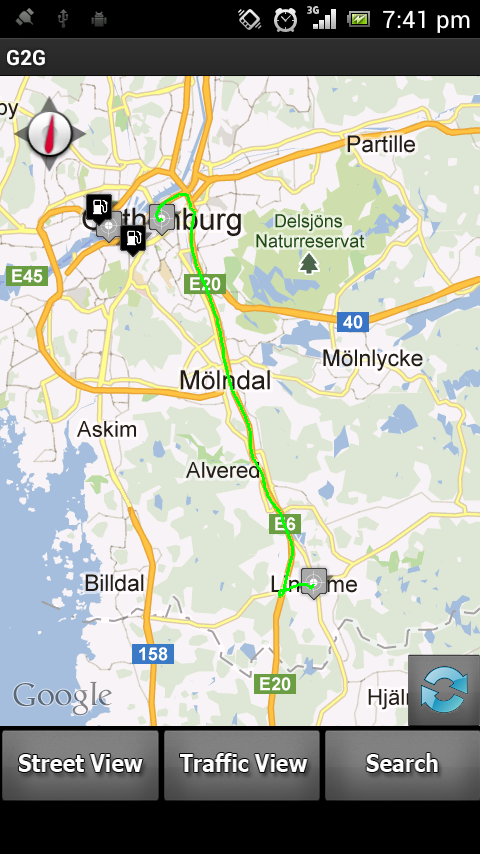 3G
7:41 pm
G2G
by
Partille
Delsjöns
Naturreservat
E45
E20
40
Mölnlycke
Mölndal
Askim
Alvered
E6
Billdal
158
E20
Google
Street View
Traffic View
Search